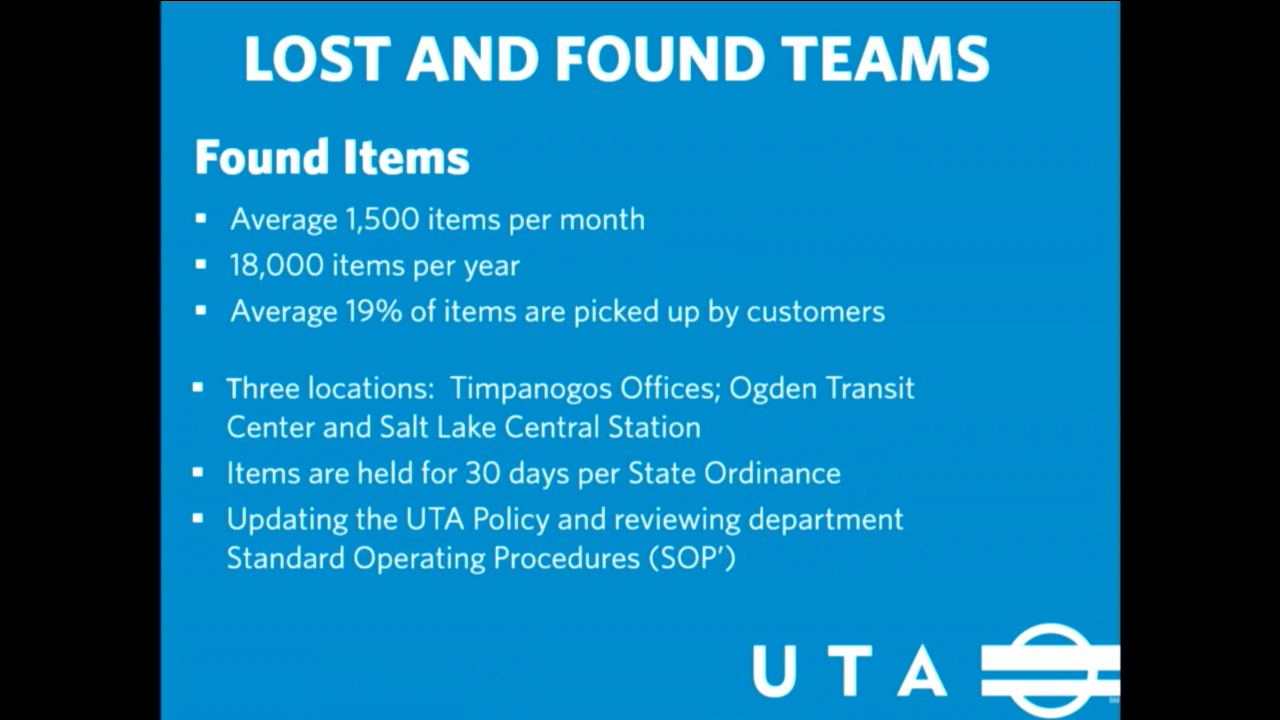 LOST AND FOUND TEAMS
Found Items
▪ Average 1,500 items per month
▪ 18,000 items per year
▪ Average 19% of items are picked up by customers
▪ Three locations:  Timpanogos Offices; Ogden Transit
Center and Salt Lake Central Station
▪ Items are held for 30 days per State Ordinance
▪ Updating the UTA Policy and reviewing department
Standard Operating Procedures (SOP’)
U T A
SM